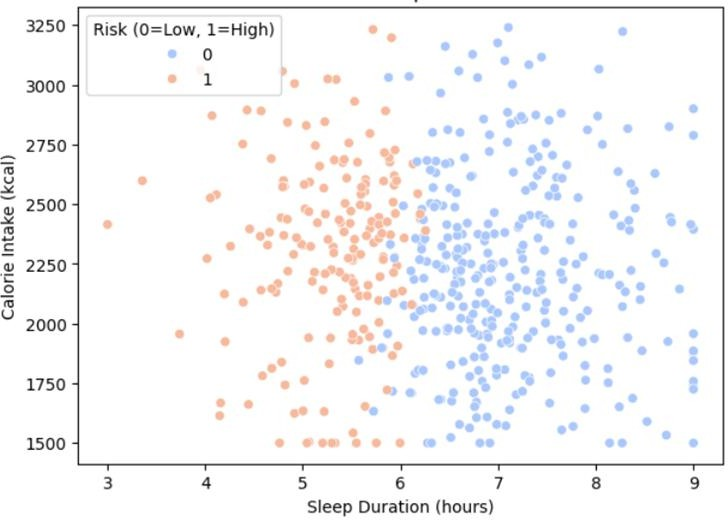 Risk (0=Low, 1=High)
0
1
Calorie Intake (kcal)
3250
3000
2750
2500
2250
2000
1750
1500
3 4 5 6 7 8 9
Sleep Duration (hours)